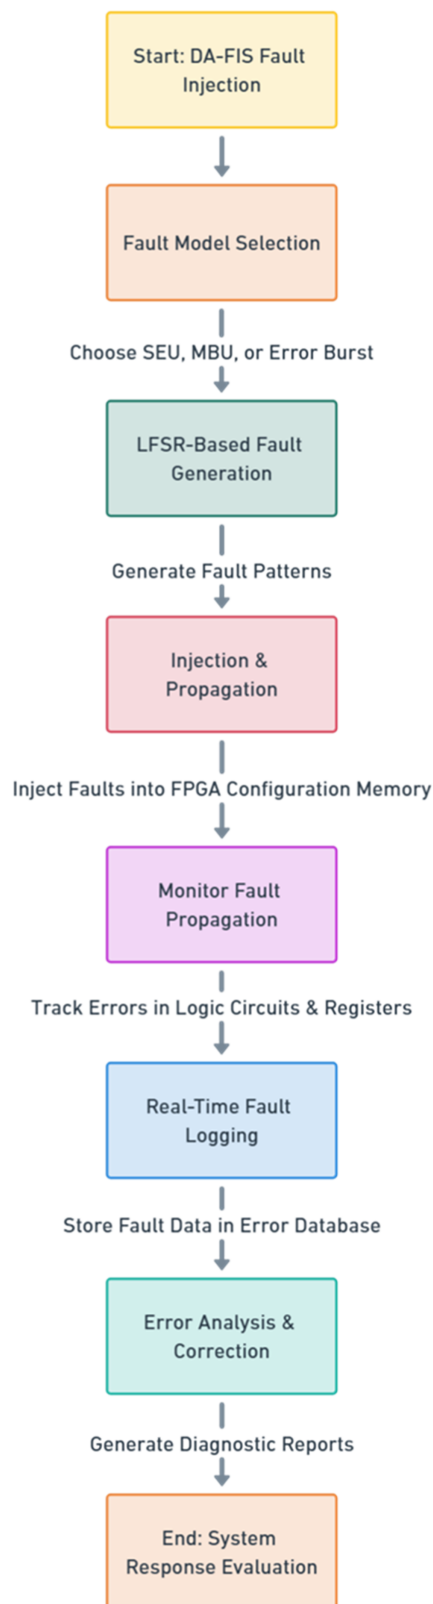 Start: DA-FIS Fault
Injection
Fault Model Selection
Choose SEU, MBU, or Error Burst
LFSR-Based Fault
Generation
Generate Fault Patterns
Injection &
Propagation
Inject Faults into FPGA Configuration Memory
Monitor Fault
Propagation
Track Errors in Logic Circuits & Registers
Real-Time Fault
Logging
Store Fault Data in Error Database
Error Analysis &
Correction
Generate Diagnostic Reports
End: System
Response Evaluation